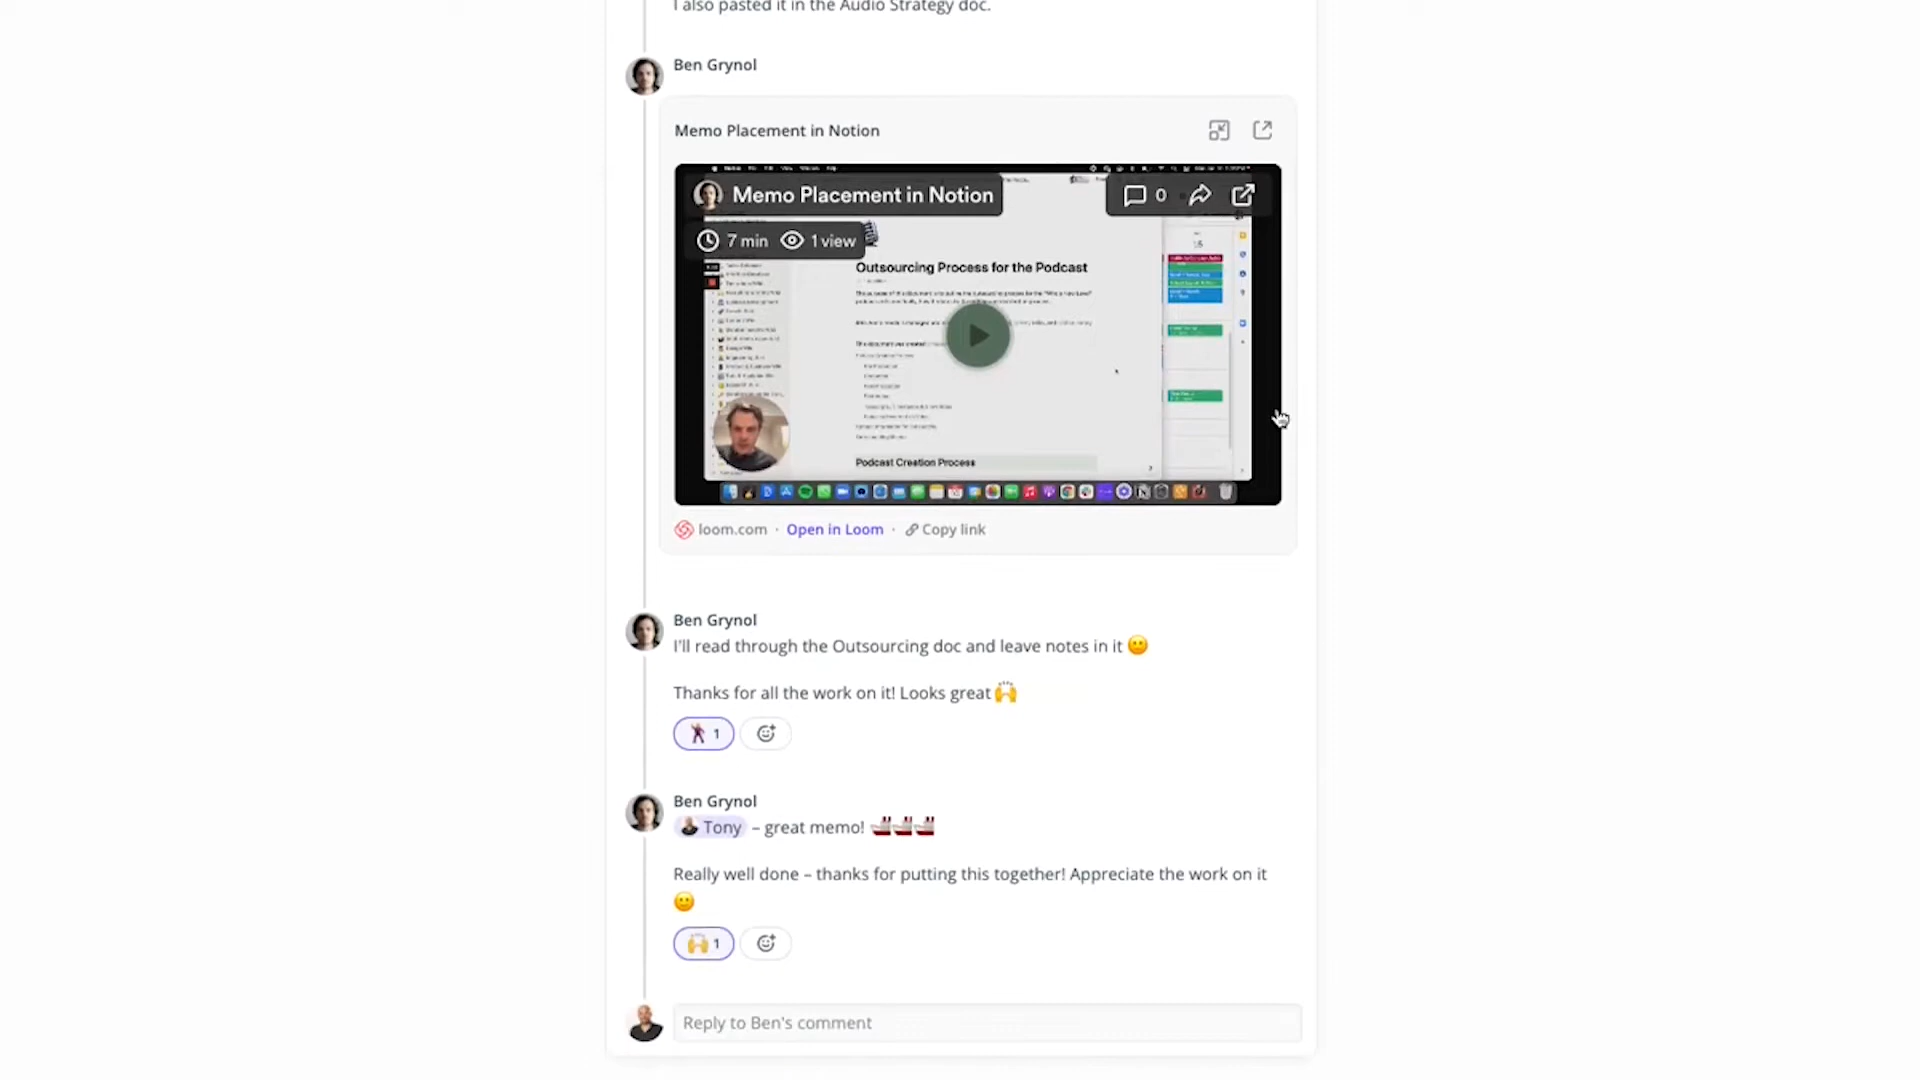 I also pasted it in the Audio Strategy doc.
Ben Grynol
Memo Placement in Notion
Memo Placement in Notion
0
7 min 1 view
Outsourcing Process for the Podcast
Podcast Creation Process
loom.com · Open in Loom · Copy link
Ben Grynol
I'll read through the Outsourcing doc and leave notes in it 🙂
Thanks for all the work on it! Looks great 🙌
1
Ben Grynol
Tony – great memo! 🚢🚢🚢
Really well done – thanks for putting this together! Appreciate the work on it
🙂
🙌 1
Reply to Ben's comment